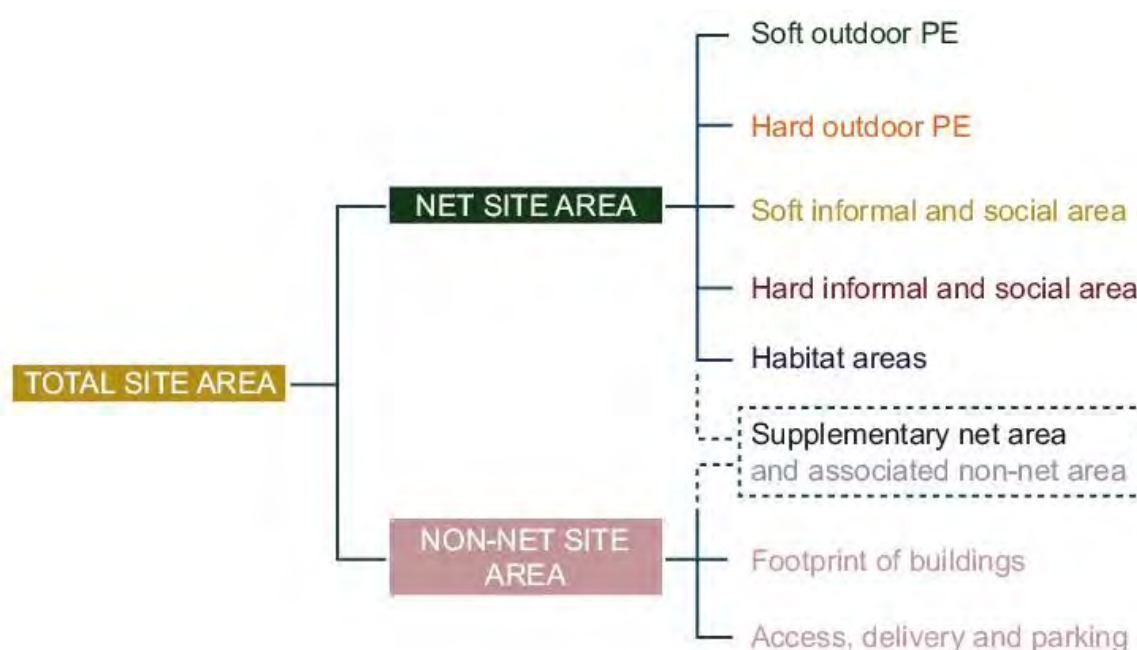 Soft outdoor PE
Hard outdoor PE
NET SITE AREA
Soft informal and social area
Hard informal and social area
Habitat areas
TOTAL SITE AREA
Supplementary net area
and associated non-net area
NON-NET SITE
AREA
Footprint of buildings
Access, delivery and parking